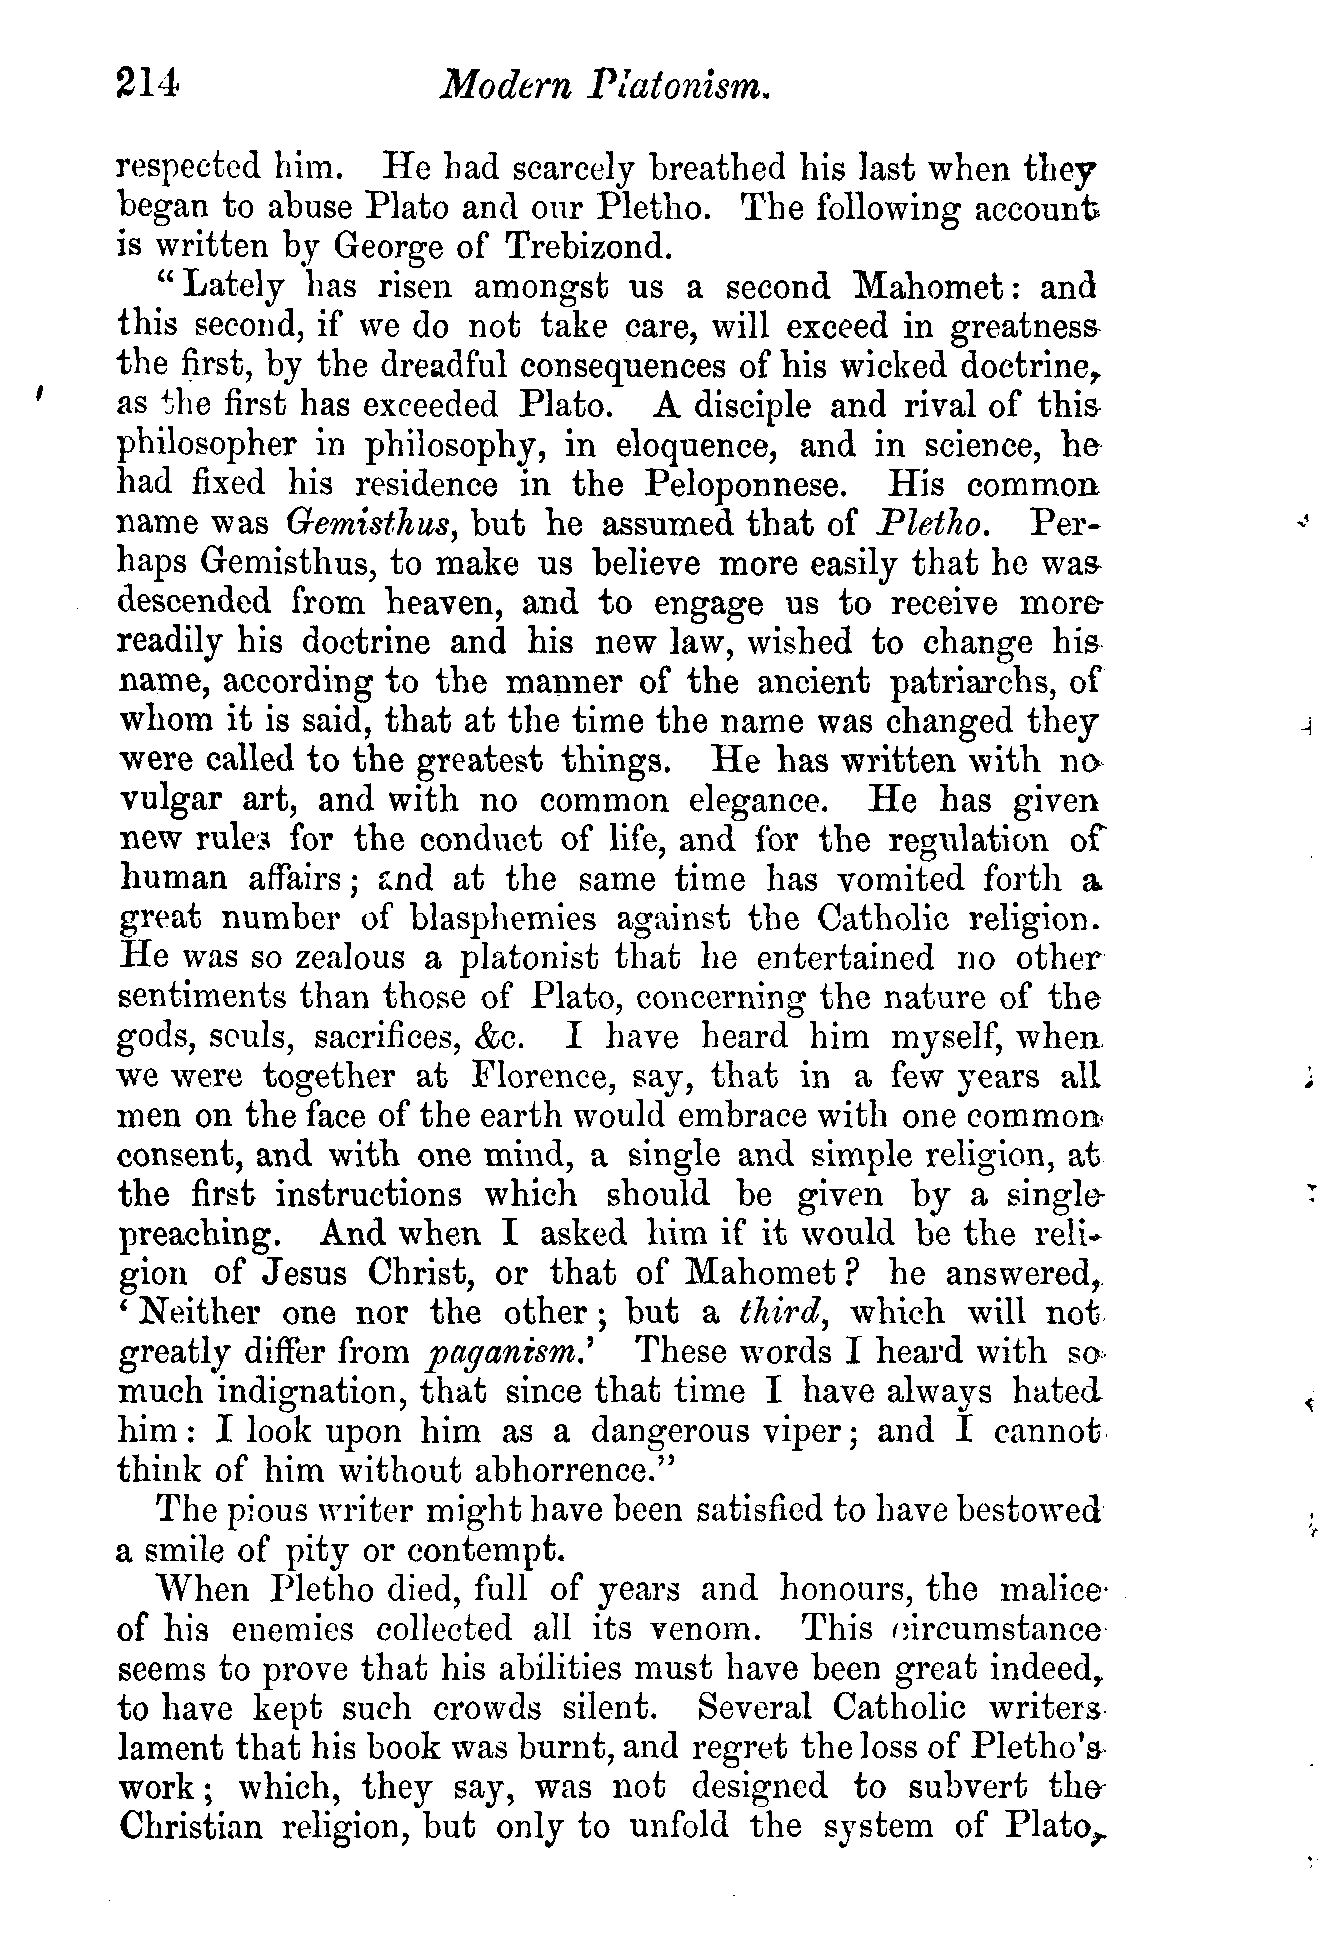 214 Modern Platonism.
respected him. He had scarcely breathed his last when they
began to abuse Plato and our Pletho. The following account
is written by George of Trebizond.
“Lately has risen amongst us a second Mahomet: and
this second, if we do not take care, will exceed in greatness
the first, by the dreadful consequences of his wicked doctrine,
as the first has exceeded Plato. A disciple and rival of this
philosopher in philosophy, in eloquence, and in science, he
had fixed his residence in the Peloponnese. His common
name was Gemisthus, but he assumed that of Pletho. Per-
haps Gemisthus, to make us believe more easily that he was
descended from heaven, and to engage us to receive more
readily his doctrine and his new law, wished to change his
name, according to the manner of the ancient patriarchs, of
whom it is said, that at the time the name was changed they
were called to the greatest things. He has written with no
vulgar art, and with no common elegance. He has given
new rules for the conduct of life, and for the regulation of
human affairs; and at the same time has vomited forth a
great number of blasphemies against the Catholic religion.
He was so zealous a platonist that he entertained no other
sentiments than those of Plato, concerning the nature of the
gods, souls, sacrifices, &c. I have heard him myself, when
we were together at Florence, say, that in a few years all
men on the face of the earth would embrace with one common
consent, and with one mind, a single and simple religion, at
the first instructions which should be given by a single
preaching. And when I asked him if it would be the reli-
gion of Jesus Christ, or that of Mahomet? he answered,
‘Neither one nor the other; but a third, which will not
greatly differ from paganism.’ These words I heard with so
much indignation, that since that time I have always hated
him: I look upon him as a dangerous viper; and I cannot
think of him without abhorrence.”
The pious writer might have been satisfied to have bestowed
a smile of pity or contempt.
When Pletho died, full of years and honours, the malice
of his enemies collected all its venom. This circumstance
seems to prove that his abilities must have been great indeed,
to have kept such crowds silent. Several Catholic writers
lament that his book was burnt, and regret the loss of Pletho's
work; which, they say, was not designed to subvert the
Christian religion, but only to unfold the system of Plato,